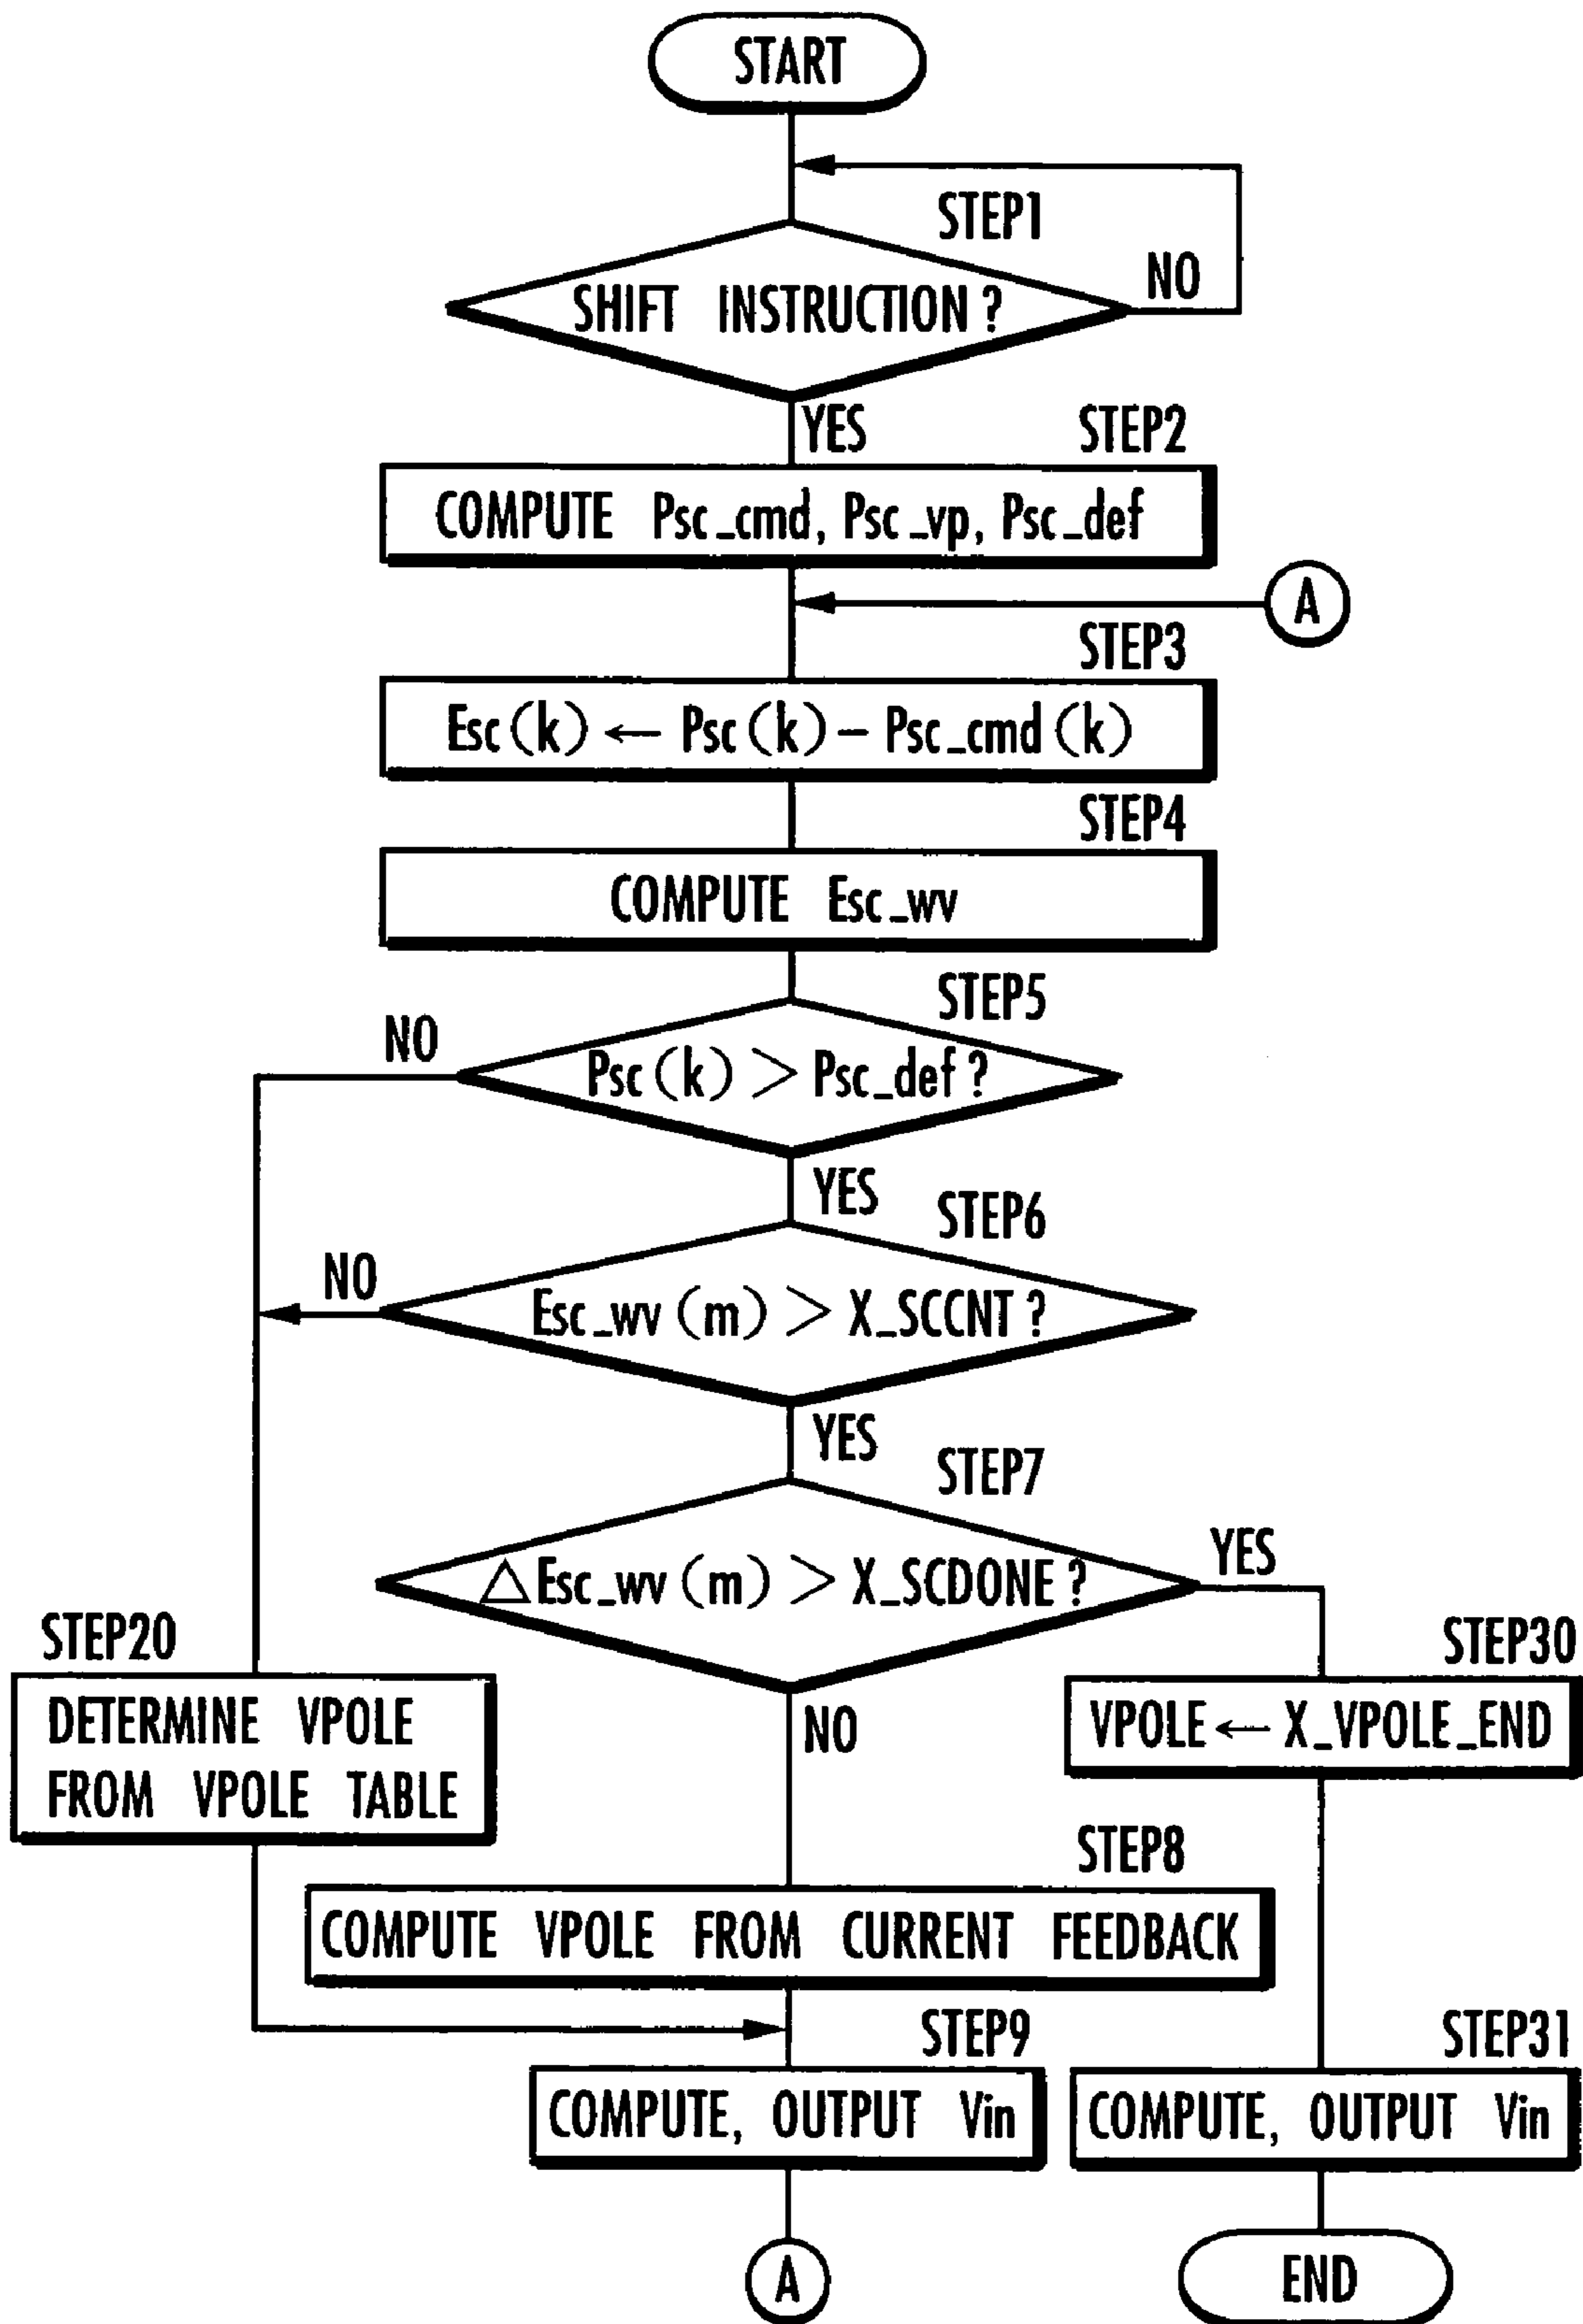 START
STEP1
NO
SHIFT INSTRUCTION?
YES
STEP2
COMPUTE Psc_cmd, Psc_vp, Psc_def
A
STEP3
Esc(k) ← Psc(k) – Psc_cmd(k)
STEP4
COMPUTE Esc_wv
STEP5
NO
Psc(k) > Psc_def?
YES
STEP6
NO
Esc_wv(m) > X_SCCNT?
YES
STEP7
△Esc_wv(m) > X_SCDONE?
YES
STEP20
STEP30
DETERMINE VPOLE
FROM VPOLE TABLE
NO
VPOLE ← X_VPOLE_END
STEP8
COMPUTE VPOLE FROM CURRENT FEEDBACK
STEP9
STEP31
COMPUTE, OUTPUT Vin
COMPUTE, OUTPUT Vin
A
END